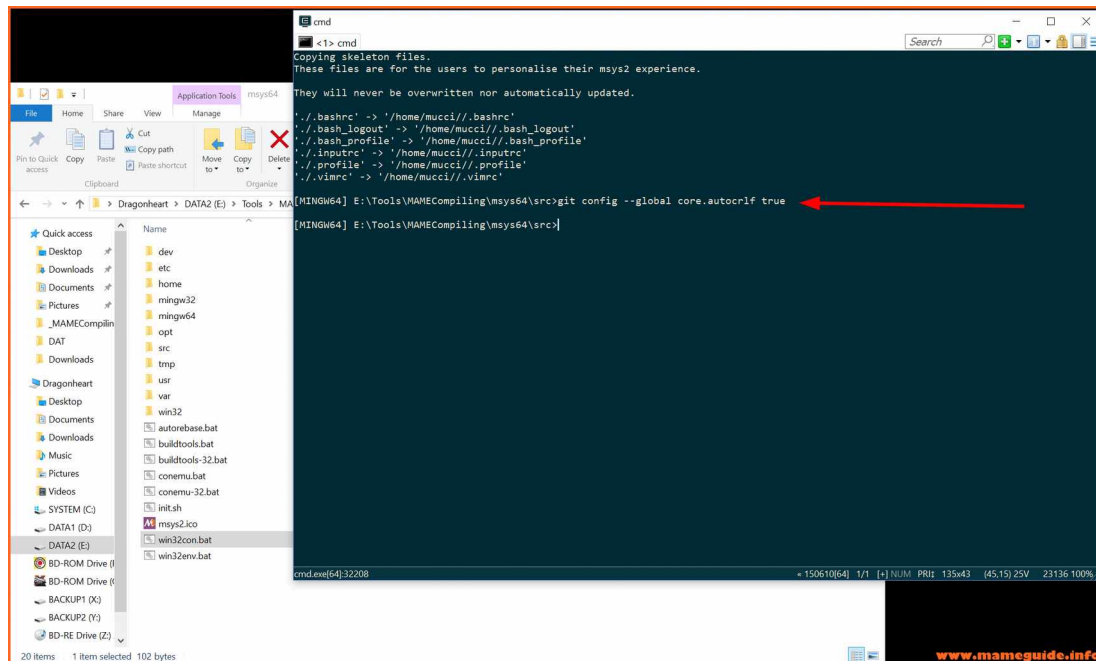 cmd
<1> cmd
Search
Copying skeleton files.
These files are for the users to personalise their msys2 experience.
They will never be overwritten nor automatically updated.
'./.bashrc' -> '/home/mucci//.bashrc'
'./.bash_logout' -> '/home/mucci//.bash_logout'
'./.bash_profile' -> '/home/mucci//.bash_profile'
'./.inputrc' -> '/home/mucci//.inputrc'
'./.profile' -> '/home/mucci//.profile'
'./.vimrc' -> '/home/mucci//.vimrc'
[MINGW64] E:\Tools\MAMECompiling\msys64\src>git config --global core.autocrlf true
[MINGW64] E:\Tools\MAMECompiling\msys64\src>
cmd.exe[64]:32208
« 150610[64] 1/1 [+] NUM PRI↕ 135x43 (45,15) 25V 23136 100%
Application Tools msys64
File Home Share View Manage
Pin to Quick access
Copy
Paste
Cut
Copy path
Paste shortcut
Move to
Copy to
Delete
Clipboard
Organize
Dragonheart > DATA2 (E:) > Tools > MA
Quick access
Desktop
Downloads
Documents
Pictures
_MAMECompilin
DAT
Downloads
Dragonheart
Desktop
Documents
Downloads
Music
Pictures
Videos
SYSTEM (C:)
DATA1 (D:)
DATA2 (E:)
BD-ROM Drive (
BD-ROM Drive (
BACKUP1 (X:)
BACKUP2 (Y:)
BD-RE Drive (Z:)
Name
dev
etc
home
mingw32
mingw64
opt
src
tmp
usr
var
win32
autorebase.bat
buildtools.bat
buildtools-32.bat
conemu.bat
conemu-32.bat
init.sh
msys2.ico
win32con.bat
win32env.bat
20 items 1 item selected 102 bytes
www.mameguide.info